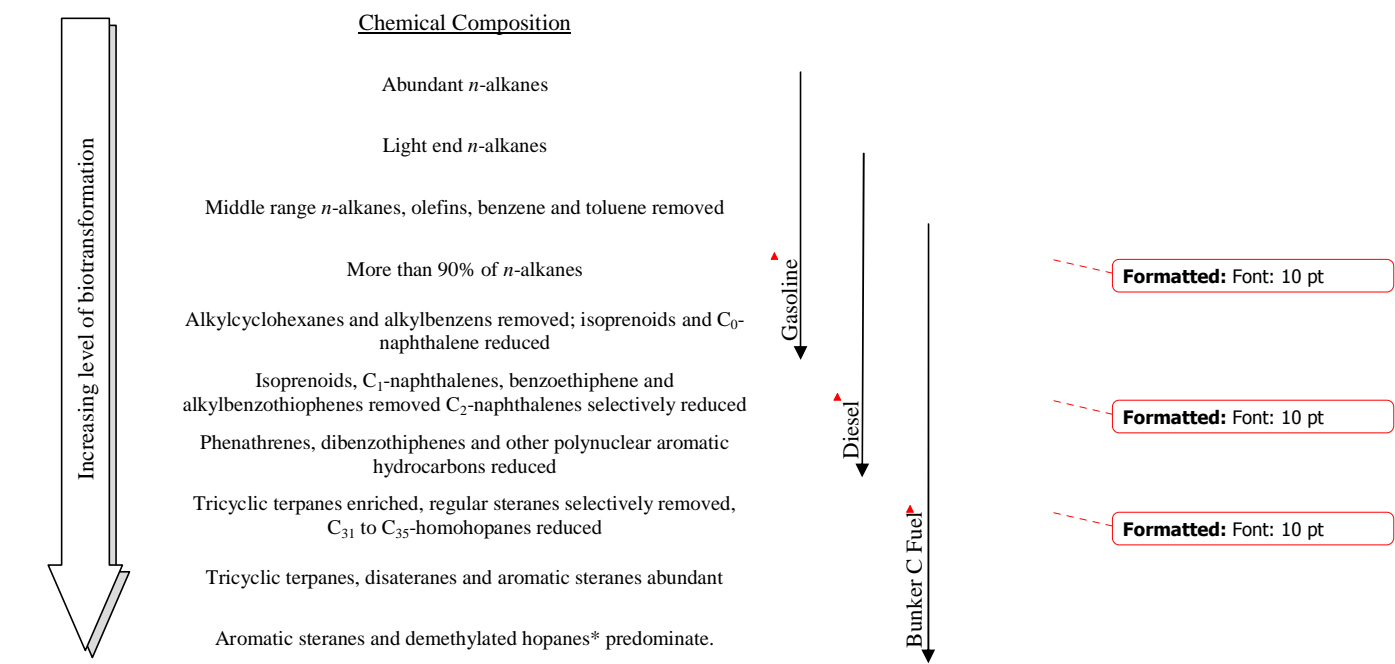 Chemical Composition
Increasing level of biotransformation
Abundant n-alkanes
Light end n-alkanes
Middle range n-alkanes, olefins, benzene and toluene removed
More than 90% of n-alkanes
Alkylcyclohexanes and alkylbenzens removed; isoprenoids and C0-
naphthalene reduced
Isoprenoids, C1-naphthalenes, benzoethiphene and
alkylbenzothiophenes removed C2-naphthalenes selectively reduced
Phenathrenes, dibenzothiphenes and other polynuclear aromatic
hydrocarbons reduced
Tricyclic terpanes enriched, regular steranes selectively removed,
C31 to C35-homohopanes reduced
Tricyclic terpanes, disateranes and aromatic steranes abundant
Aromatic steranes and demethylated hopanes* predominate.
Gasoline
Diesel
Bunker C Fuel
Formatted: Font: 10 pt
Formatted: Font: 10 pt
Formatted: Font: 10 pt